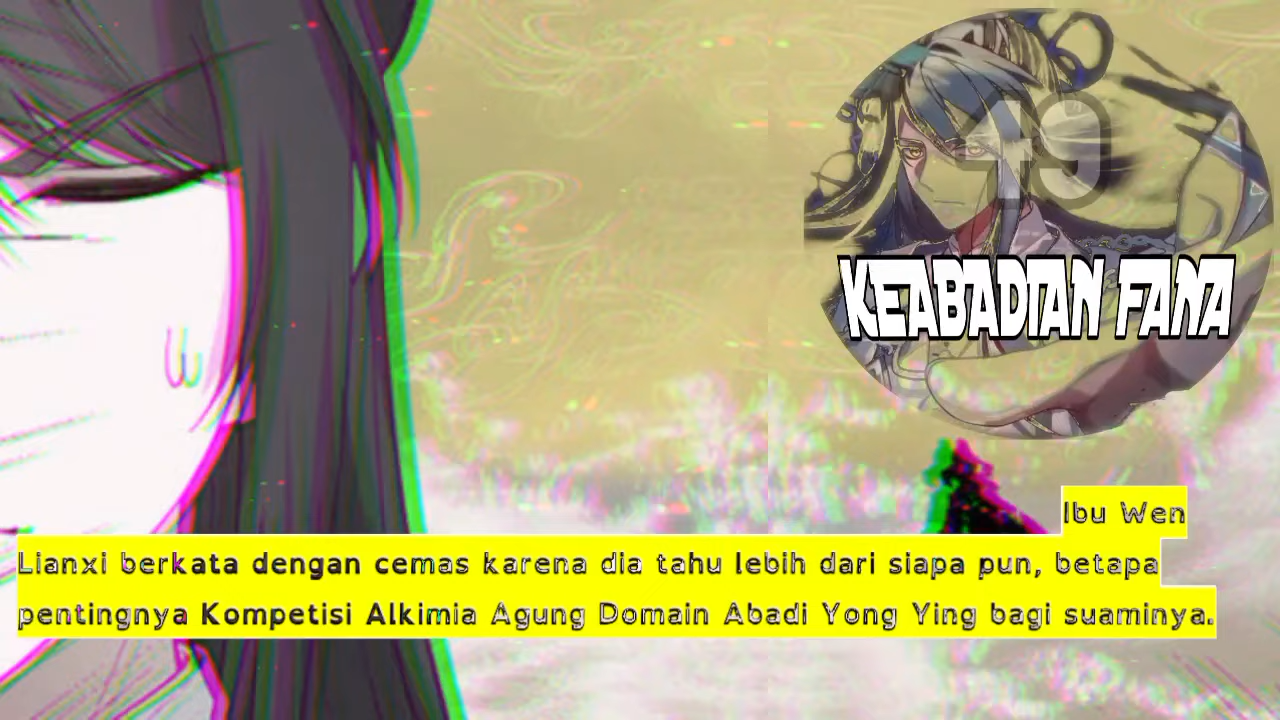 49
KEABADIAN FANA
Ibu Wen
Lianxi berkata dengan cemas karena dia tahu lebih dari siapa pun, betapa
pentingnya Kompetisi Alkimia Agung Domain Abadi Yong Ying bagi suaminya.